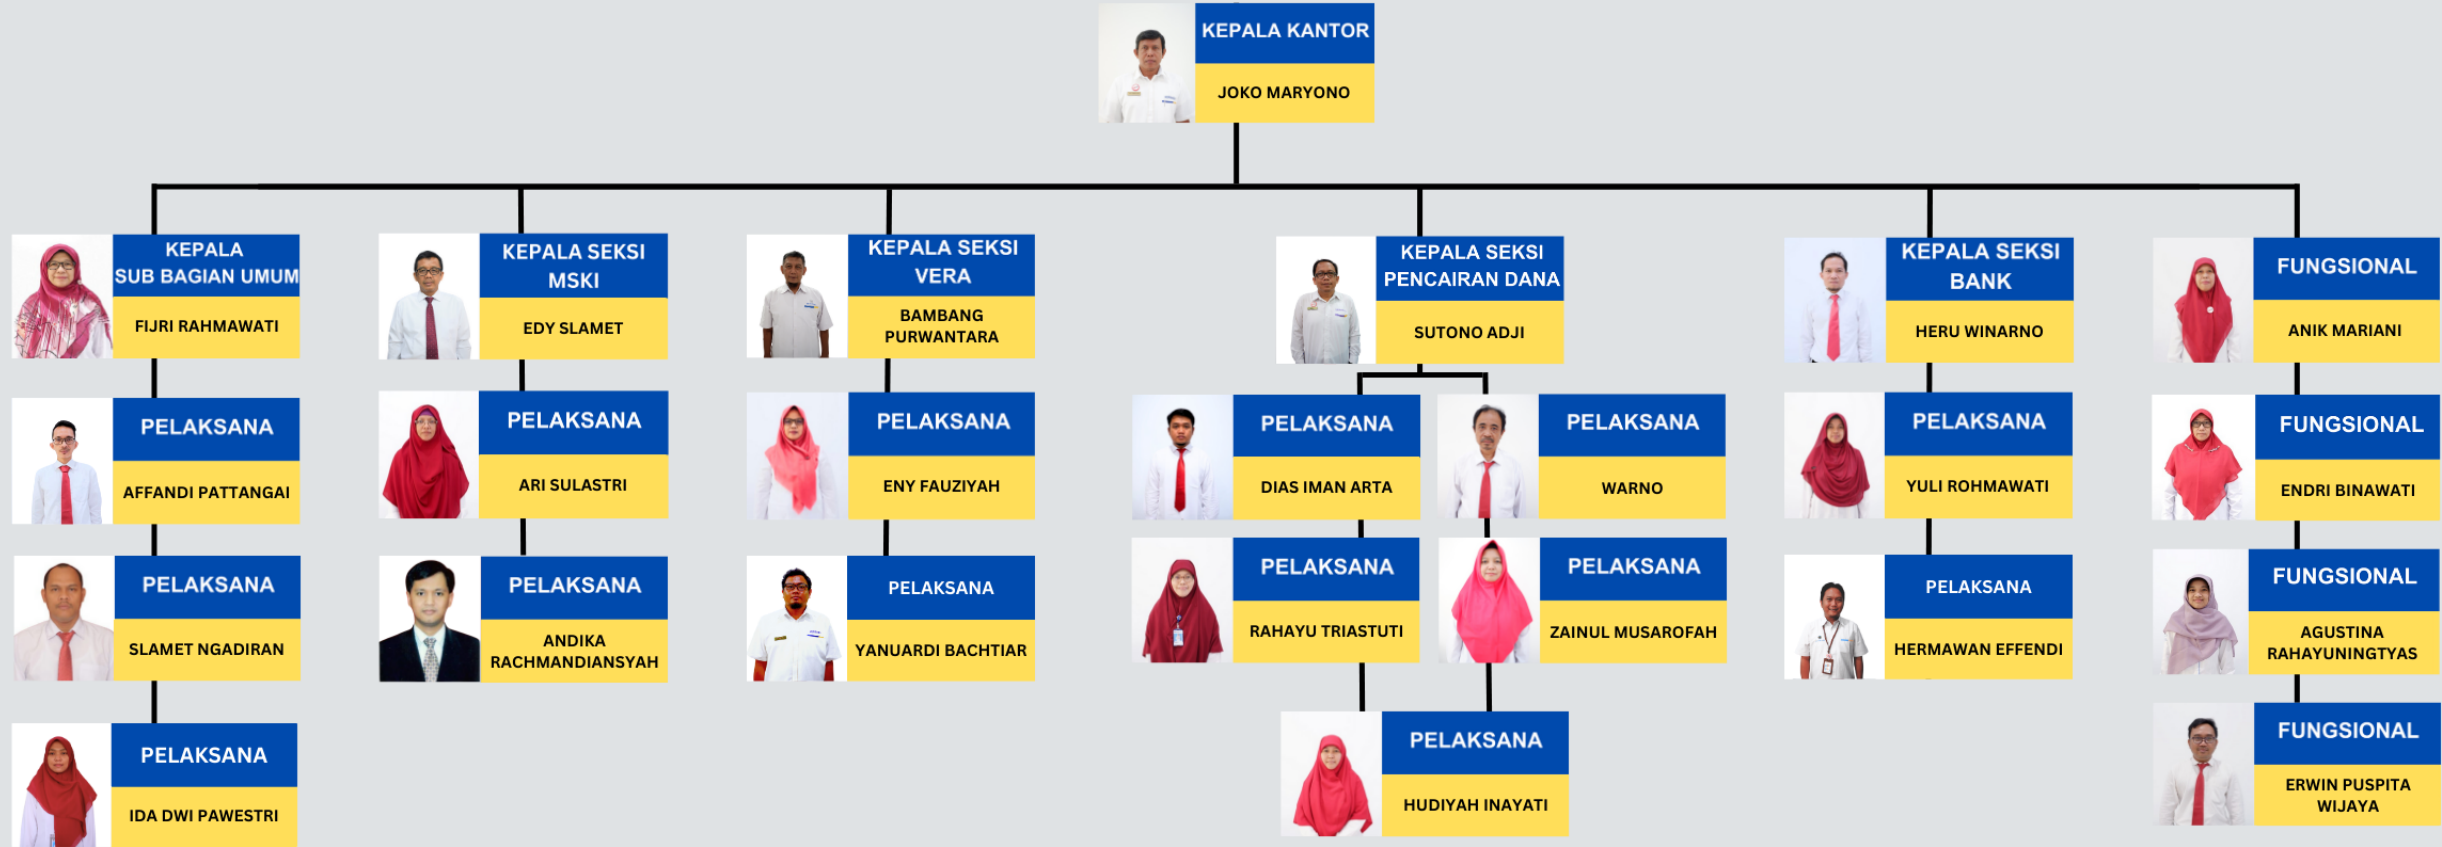 KEPALA KANTOR
JOKO MARYONO
KEPALA
SUB BAGIAN UMUM
FIJRI RAHMAWATI
KEPALA SEKSI
MSKI
EDY SLAMET
KEPALA SEKSI
VERA
BAMBANG
PURWANTARA
KEPALA SEKSI
PENCAIRAN DANA
SUTONO ADJI
KEPALA SEKSI
BANK
HERU WINARNO
FUNGSIONAL
ANIK MARIANI
PELAKSANA
AFFANDI PATTANGAI
PELAKSANA
ARI SULASTRI
PELAKSANA
ENY FAUZIYAH
PELAKSANA
DIAS IMAN ARTA
PELAKSANA
WARNO
PELAKSANA
YULI ROHMAWATI
FUNGSIONAL
ENDRI BINAWATI
PELAKSANA
SLAMET NGADIRAN
PELAKSANA
ANDIKA
RACHMANDIANSYAH
PELAKSANA
YANUARDI BACHTIAR
PELAKSANA
RAHAYU TRIASTUTI
PELAKSANA
ZAINUL MUSAROFAH
PELAKSANA
HERMAWAN EFFENDI
FUNGSIONAL
AGUSTINA
RAHAYUNINGTYAS
PELAKSANA
IDA DWI PAWESTRI
PELAKSANA
HUDIYAH INAYATI
FUNGSIONAL
ERWIN PUSPITA
WIJAYA